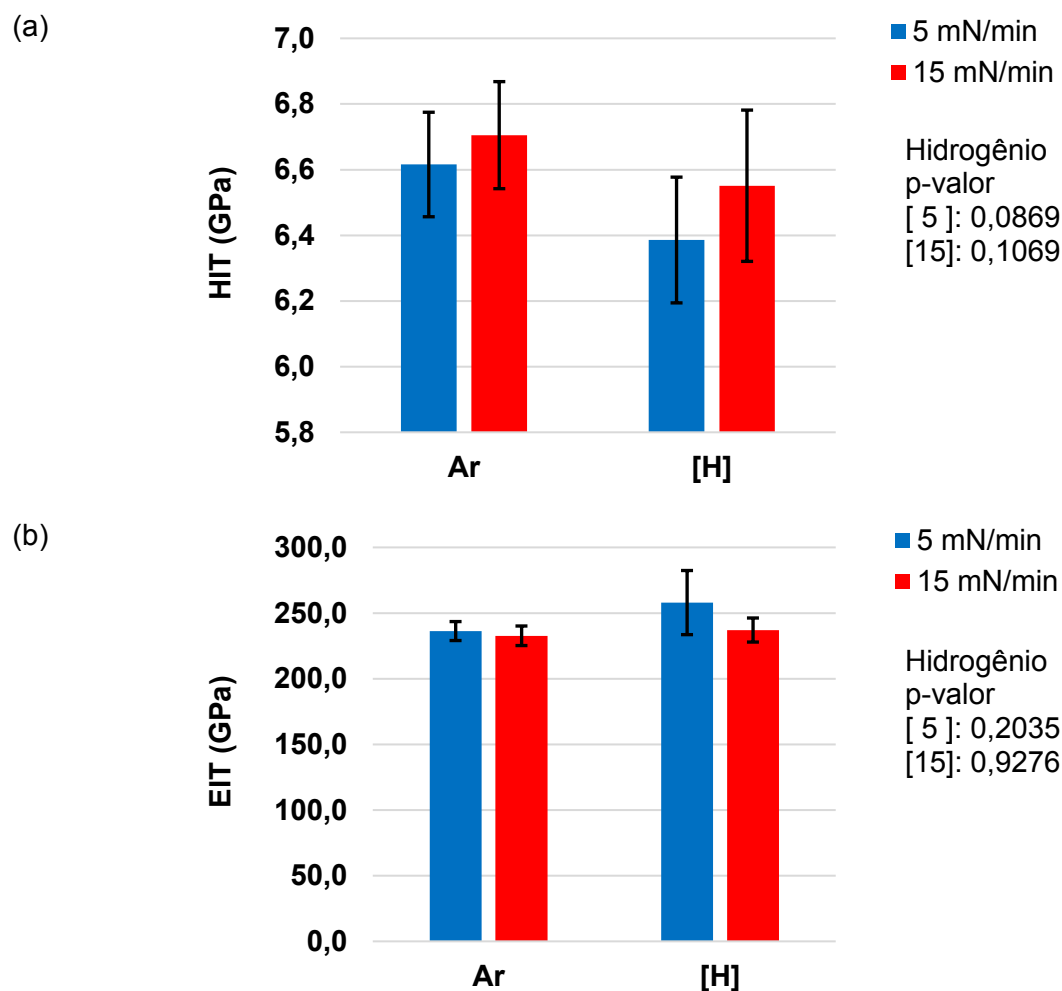 (a)
7,0
6,8
6,6
6,4
6,2
6,0
5,8
HIT (GPa)
Ar
[H]
5 mN/min
15 mN/min
Hidrogênio
p-valor
[ 5 ]: 0,0869
[15]: 0,1069
(b)
300,0
250,0
200,0
150,0
100,0
50,0
0,0
EIT (GPa)
Ar
[H]
5 mN/min
15 mN/min
Hidrogênio
p-valor
[ 5 ]: 0,2035
[15]: 0,9276